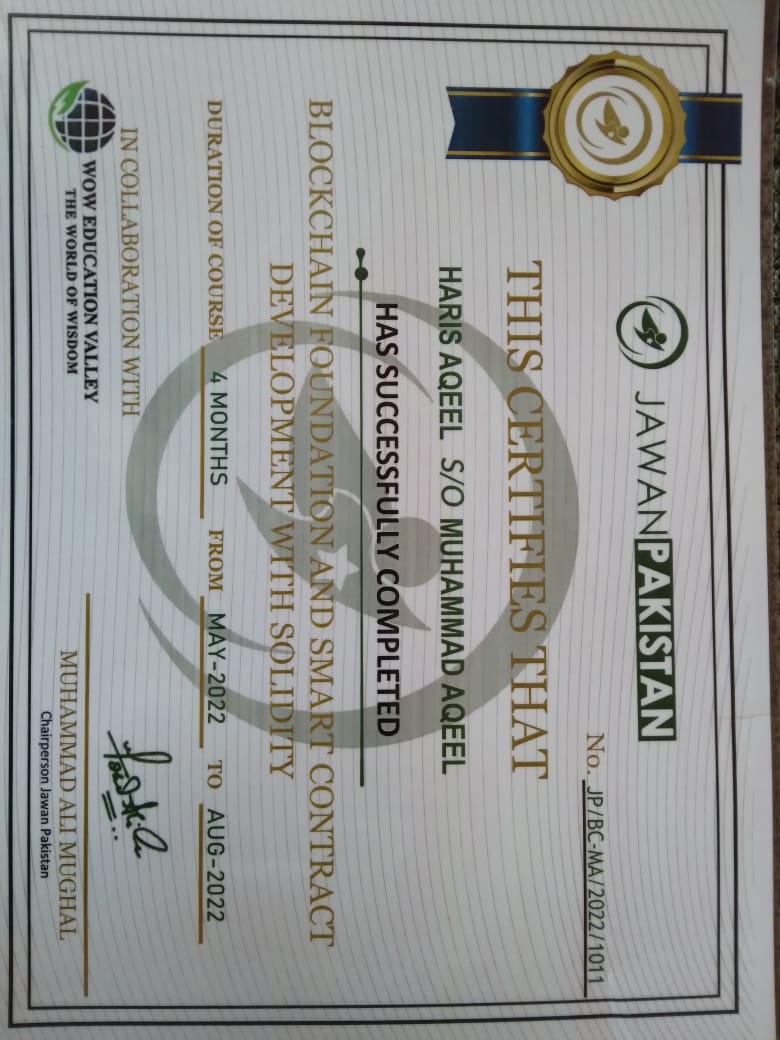 JAWAN PAKISTAN
No. JP/BC-MA/2022/1011
THIS CERTIFIES THAT
HARIS AQEEL S/O MUHAMMAD AQEEL
HAS SUCCESSFULLY COMPLETED
BLOCKCHAIN FOUNDATION AND SMART CONTRACT
DEVELOPMENT WITH SOLIDITY
DURATION OF COURSE 4 MONTHS FROM MAY-2022 TO AUG-2022
IN COLLABORATION WITH
WOW EDUCATION VALLEY
THE WORLD OF WISDOM
MUHAMMAD ALI MUGHAL
Chairperson Jawan Pakistan